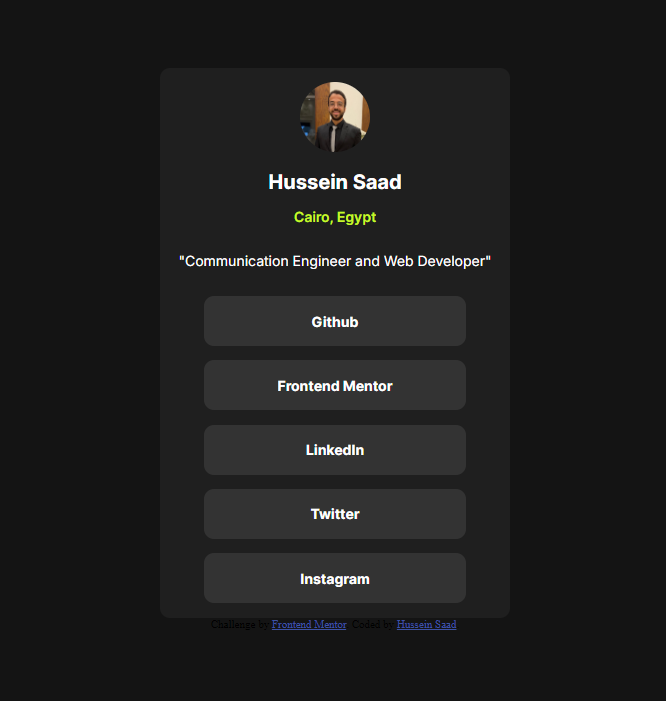 Hussein Saad
Cairo, Egypt
"Communication Engineer and Web Developer"
Github
Frontend Mentor
LinkedIn
Twitter
Instagram
Challenge by Frontend Mentor. Coded by Hussein Saad.